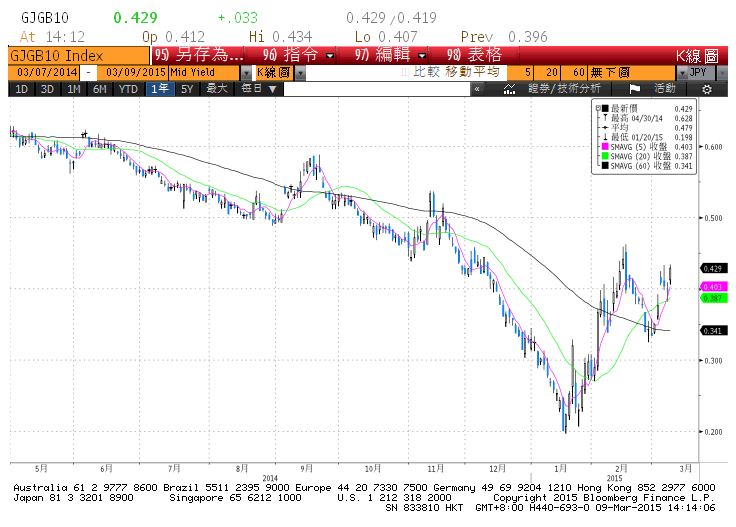 GJGB10 0.429 +.033 0.429 /0.419
At 14:12 Op 0.412 Hi 0.434 Lo 0.407 Prev 0.396
GJGB10 Index 95) 另存為... 96) 指令 97) 編輯 98) 表格 K線圖
03/07/2014 - 03/09/2015 Mid Yield K線圖 比較 移動平均 5 20 60 無下圖 JPY
1D 3D 1M 6M YTD 1年 5Y 最大 每日 ▼ « 證券/技術分析 活動
最新價 0.429
最高 04/30/14 0.628
平均 0.479
最低 01/20/15 0.198
SMAVG (5) 收盤 0.403
SMAVG (20) 收盤 0.387
SMAVG (60) 收盤 0.341
0.600
0.500
0.429
0.403
0.387
0.341
0.300
0.200
5月 6月 7月 8月 9月 10月 11月 12月 1月 2月 3月
2014 2015
Australia 61 2 9777 8600 Brazil 5511 2395 9000 Europe 44 20 7330 7500 Germany 49 69 9204 1210 Hong Kong 852 2977 6000
Japan 81 3 3201 8900 Singapore 65 6212 1000 U.S. 1 212 318 2000 Copyright 2015 Bloomberg Finance L.P.
SN 833810 HKT GMT+8:00 H440-693-0 09-Mar-2015 14:14:06